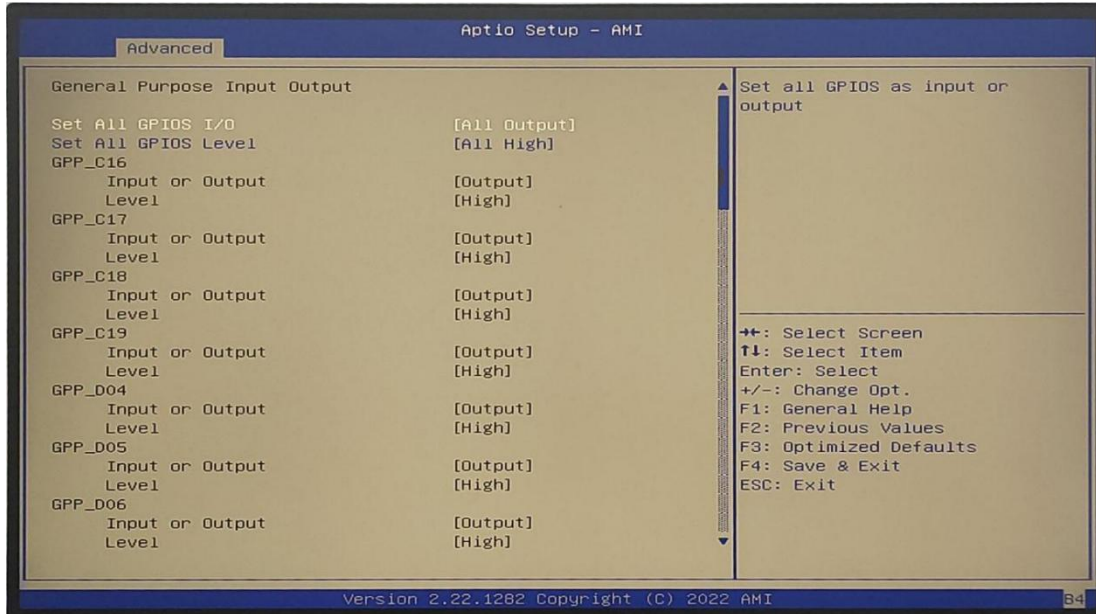 Aptio Setup – AMI
Advanced
General Purpose Input Output
Set All GPIOS I/O [All Output]
Set All GPIOS Level [All High]
GPP_C16
Input or Output [Output]
Level [High]
GPP_C17
Input or Output [Output]
Level [High]
GPP_C18
Input or Output [Output]
Level [High]
GPP_C19
Input or Output [Output]
Level [High]
GPP_D04
Input or Output [Output]
Level [High]
GPP_D05
Input or Output [Output]
Level [High]
GPP_D06
Input or Output [Output]
Level [High]
Set all GPIOS as input or
output
→←: Select Screen
↑↓: Select Item
Enter: Select
+/-: Change Opt.
F1: General Help
F2: Previous Values
F3: Optimized Defaults
F4: Save & Exit
ESC: Exit
Version 2.22.1282 Copyright (C) 2022 AMI
B4